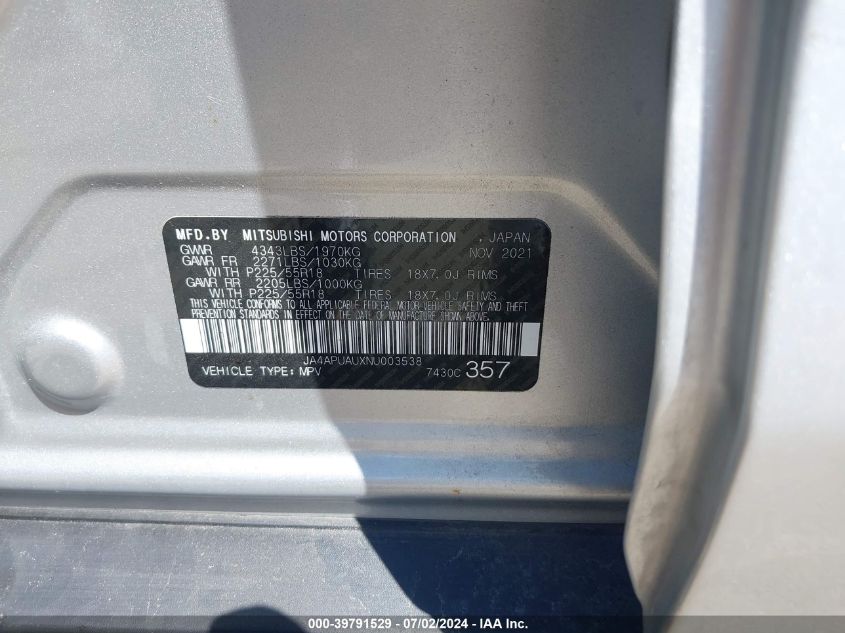 MFD.BY MITSUBISHI MOTORS CORPORATION , JAPAN
GVWR 4343LBS/1970KG NOV 2021
GAWR FR 2271LBS/1030KG
WITH P225/55R18 TIRES 18X7.0J RIMS
GAWR RR 2205LBS/1000KG
WITH P225/55R18 TIRES 18X7.0J RIMS
THIS VEHICLE CONFORMS TO ALL APPLICABLE FEDERAL MOTOR VEHICLE SAFETY AND THEFT
PREVENTION STANDARDS IN EFFECT ON THE DATE OF MANUFACTURE SHOWN ABOVE.
JA4APUAUXNU003538
VEHICLE TYPE: MPV 7430C 357
000-39791529 - 07/02/2024 - IAA Inc.